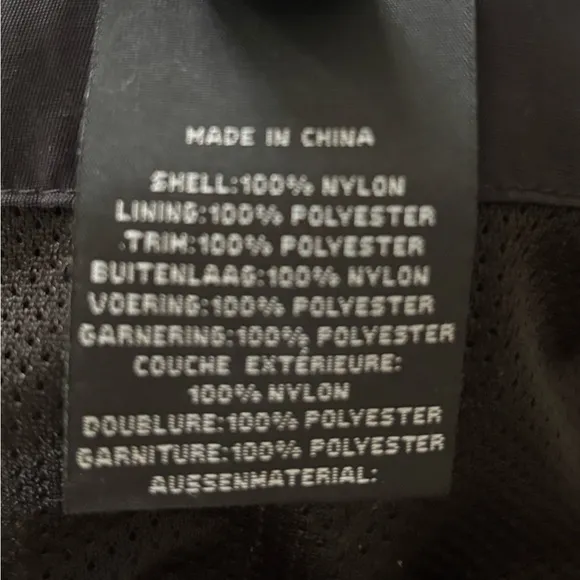 MADE IN CHINA
SHELL:100% NYLON
LINING:100% POLYESTER
TRIM:100% POLYESTER
BUITENLAAG:100% NYLON
VOERING:100% POLYESTER
GARNERING:100% POLYESTER
COUCHE EXTÉRIEURE:
100% NYLON
DOUBLURE:100% POLYESTER
GARNITURE:100% POLYESTER
AUSSENMATERIAL: